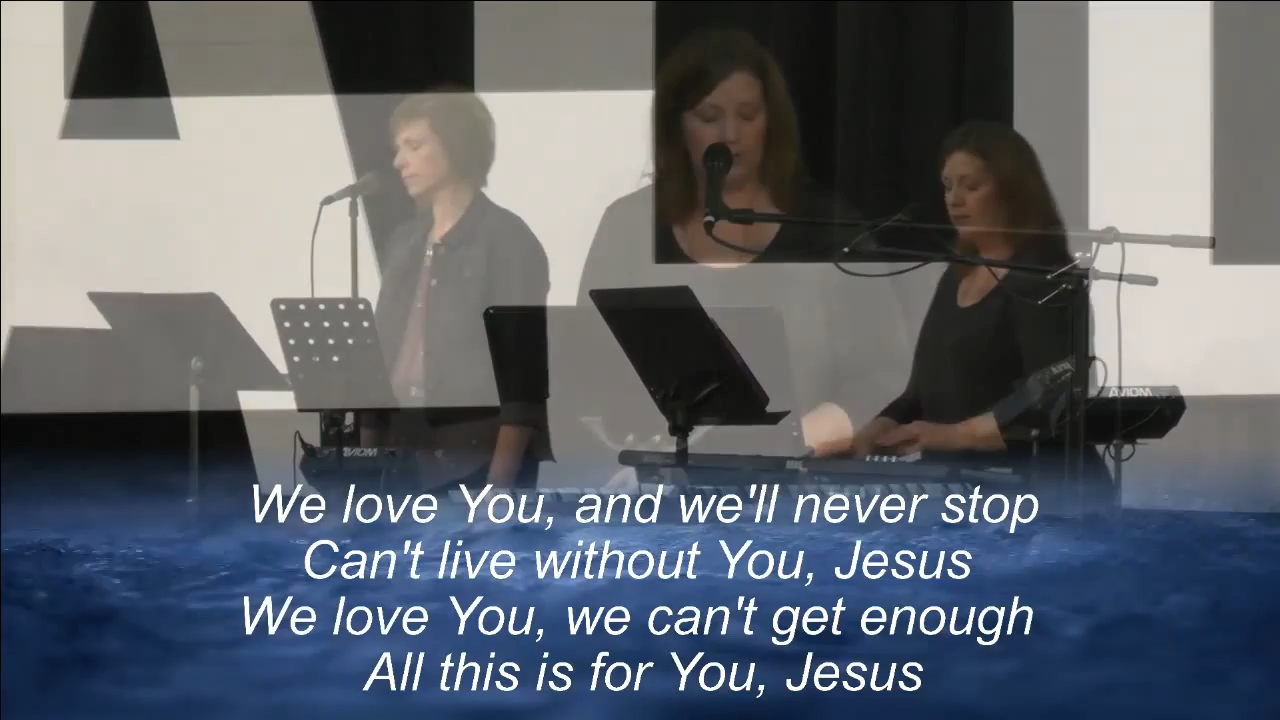 AVIOM
AVIOM
We love You, and we'll never stop
Can't live without You, Jesus
We love You, we can't get enough
All this is for You, Jesus